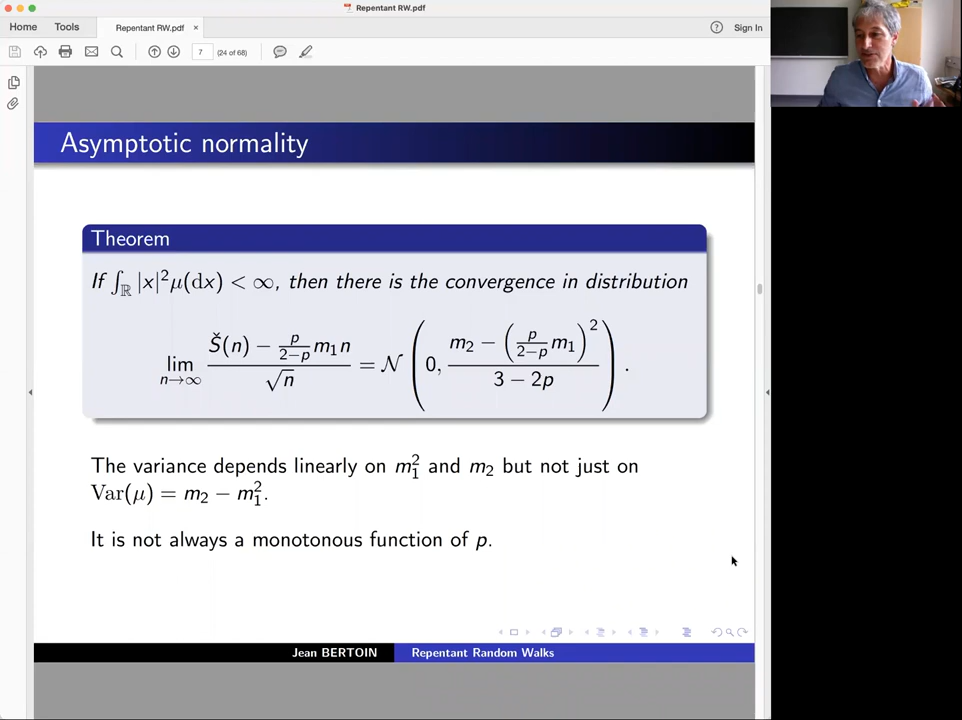 Repentant RW.pdf
Home Tools Repentant RW.pdf × ? Sign In
7 (24 of 68)
Asymptotic normality
Theorem
If ∫_ℝ |x|²μ(dx) < ∞, then there is the convergence in distribution
lim_{n→∞} (Š(n) − p/(2−p) m₁n)/√n = 𝒩(0, (m₂ − (p/(2−p) m₁)²)/(3 − 2p)).
The variance depends linearly on m₁² and m₂ but not just on
Var(μ) = m₂ − m₁².
It is not always a monotonous function of p.
Jean BERTOIN Repentant Random Walks